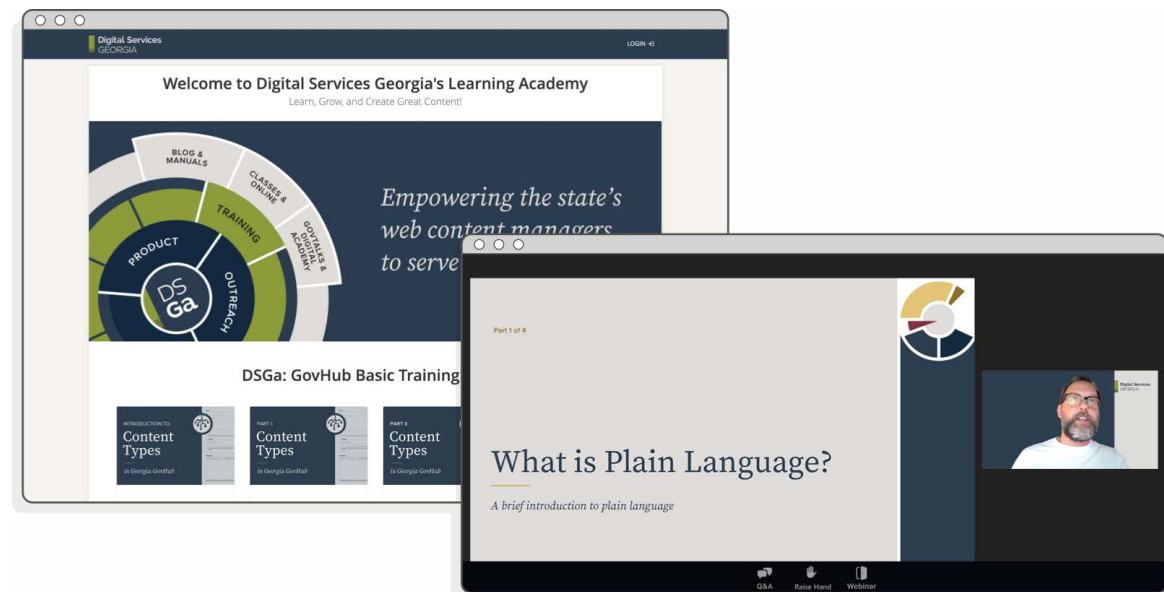 Digital Services
GEORGIA
LOGIN
Welcome to Digital Services Georgia's Learning Academy
Learn, Grow, and Create Great Content!
BLOG &
MANUALS
CLASSES &
ONLINE
GOVTALKS &
DIGITAL
ACADEMY
TRAINING
PRODUCT
OUTREACH
DS
Ga
Empowering the state's
web content managers
to serve
DSGa: GovHub Basic Training
INTRODUCTION TO
Content
Types
in Georgia GovHub
PART I:
Content
Types
in Georgia GovHub
PART II:
Content
Types
in Georgia GovHub
Part 1 of 4
What is Plain Language?
A brief introduction to plain language
Digital Services
GEORGIA
Q&A
Raise Hand
Webinar